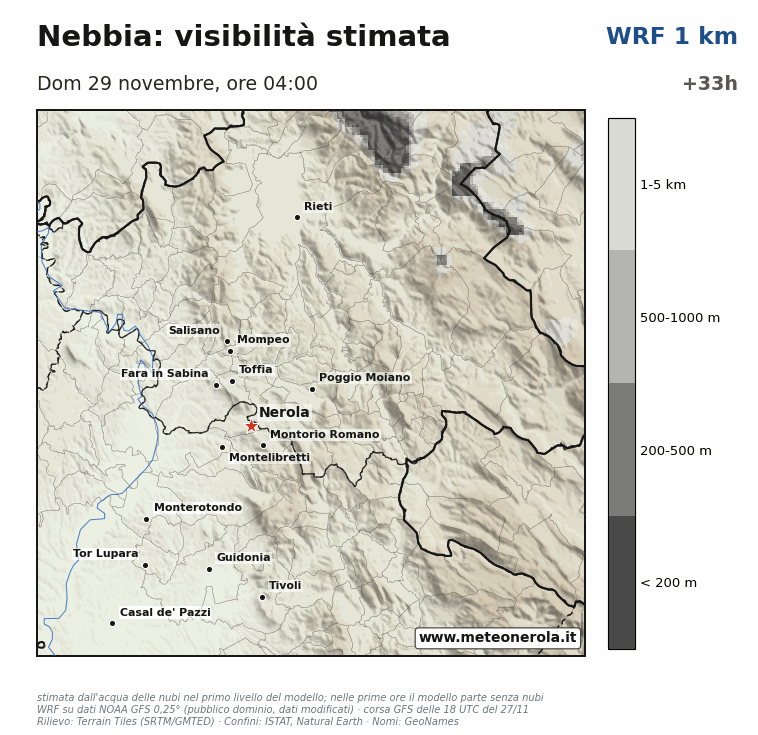 Nebbia: visibilità stimata
WRF 1 km
Dom 29 novembre, ore 04:00
+33h
Rieti
Salisano
Mompeo
Toffia
Fara in Sabina
Poggio Moiano
Nerola
Montorio Romano
Montelibretti
Monterotondo
Tor Lupara
Guidonia
Tivoli
Casal de' Pazzi
www.meteonerola.it
1-5 km
500-1000 m
200-500 m
< 200 m
stimata dall'acqua delle nubi nel primo livello del modello; nelle prime ore il modello parte senza nubi
WRF su dati NOAA GFS 0,25° (pubblico dominio, dati modificati) · corsa GFS delle 18 UTC del 27/11
Rilievo: Terrain Tiles (SRTM/GMTED) · Confini: ISTAT, Natural Earth · Nomi: GeoNames